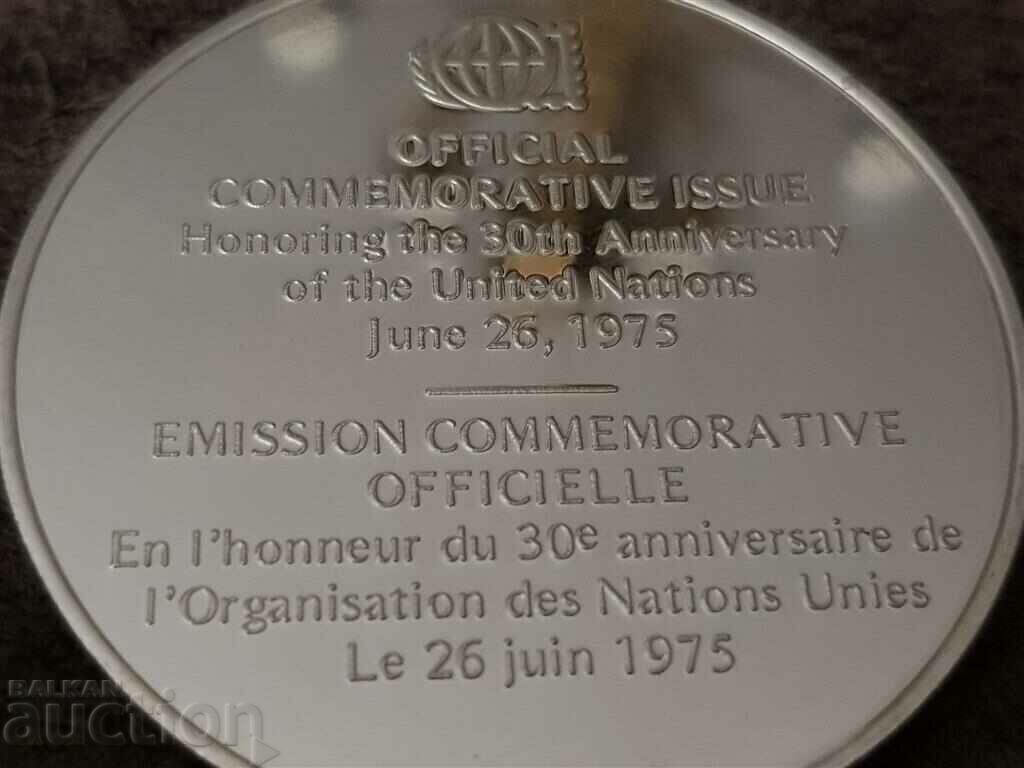 OFFICIAL
COMMEMORATIVE ISSUE
Honoring the 30th Anniversary
of the United Nations
June 26, 1975
EMISSION COMMEMORATIVE
OFFICIELLE
En l'honneur du 30e anniversaire de
l'Organisation des Nations Unies
Le 26 juin 1975
BALKAN
auction